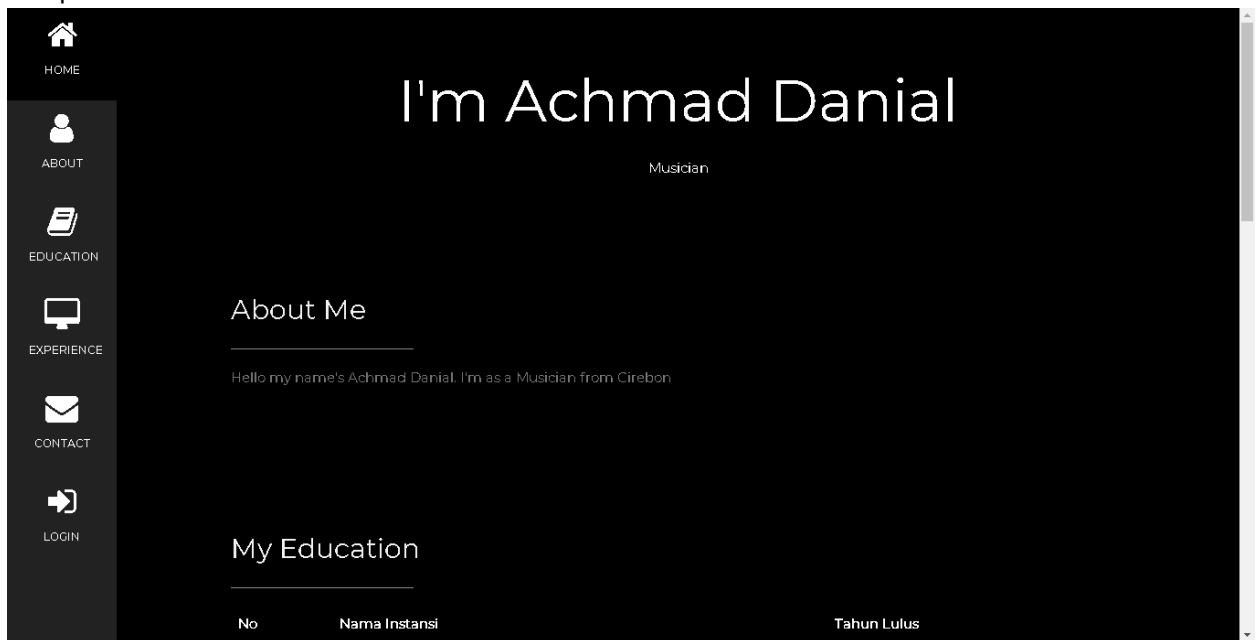 HOME
ABOUT
EDUCATION
EXPERIENCE
CONTACT
LOGIN
I'm Achmad Danial
Musician
About Me
Hello my name's Achmad Danial. I'm as a Musician from Cirebon
My Education
No Nama Instansi Tahun Lulus